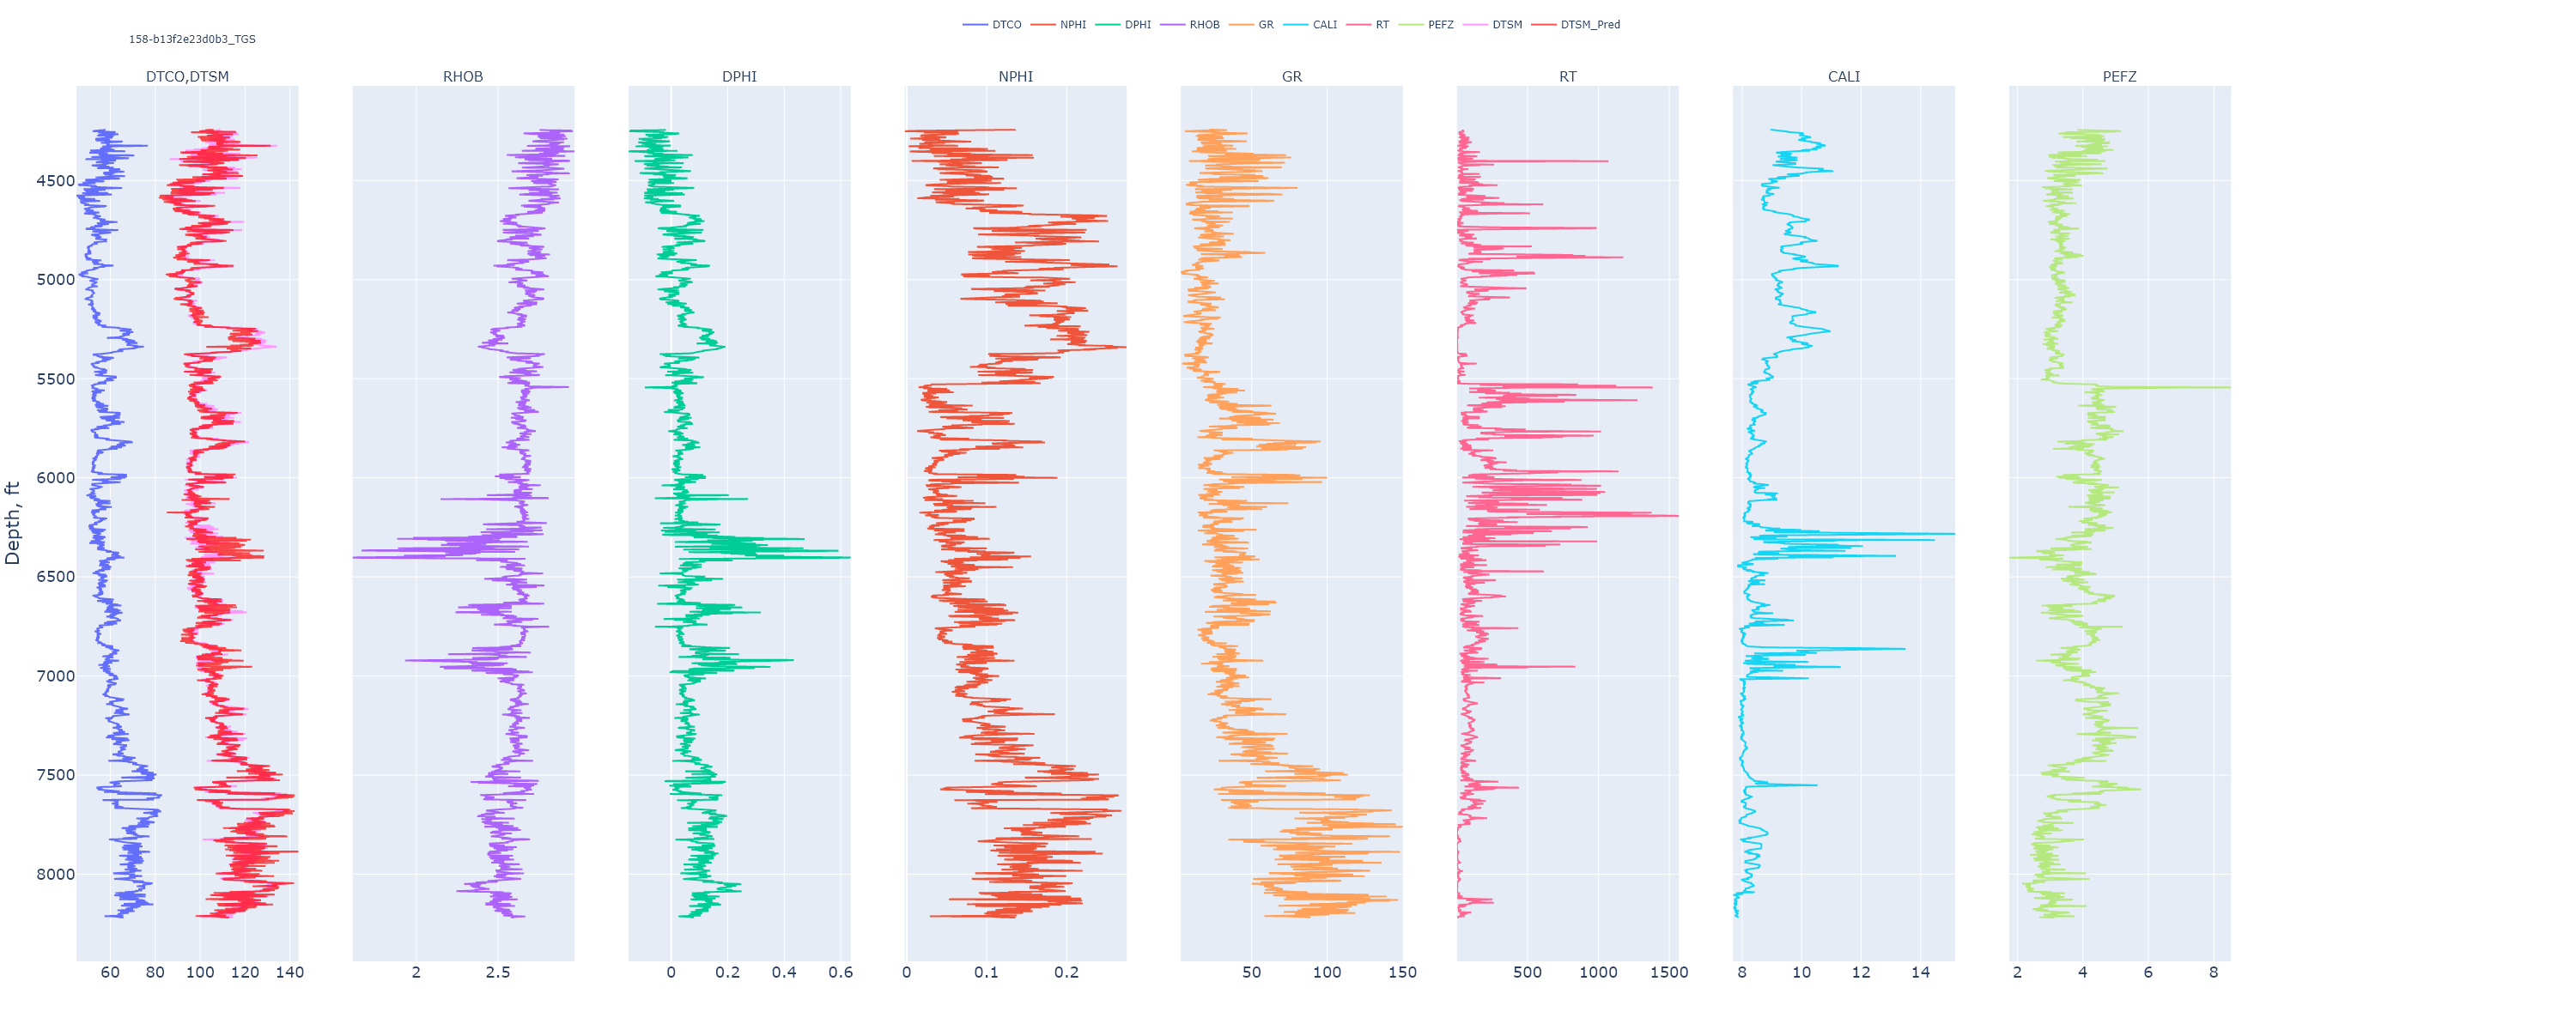 DTCO NPHI DPHI RHOB GR CALI RT PEFZ DTSM DTSM_Pred
158-b13f2e23d0b3_TGS
DTCO,DTSM RHOB DPHI NPHI GR RT CALI PEFZ
4500
5000
5500
6000
6500
7000
7500
8000
Depth, ft
60 80 100 120 140 2 2.5 0 0.2 0.4 0.6 0 0.1 0.2 50 100 150 500 1000 1500 8 10 12 14 2 4 6 8